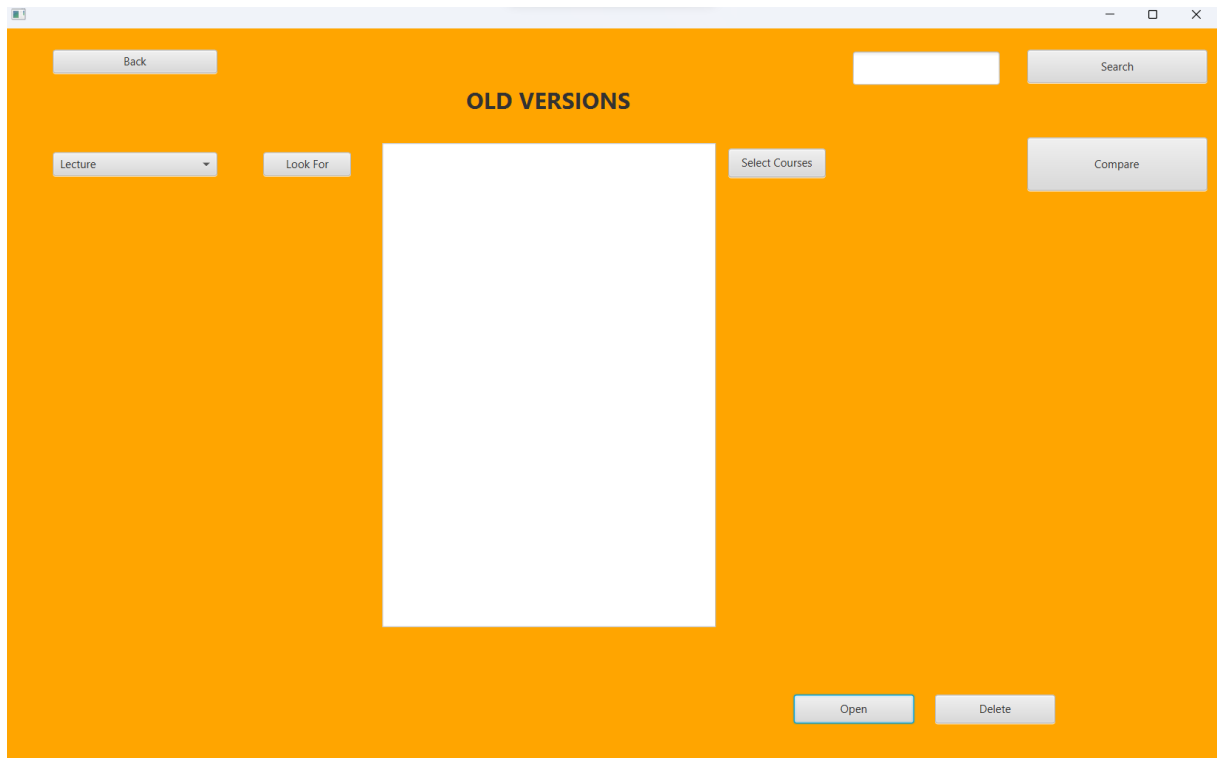 Back
Search
OLD VERSIONS
Lecture
Look For
Select Courses
Compare
Open
Delete